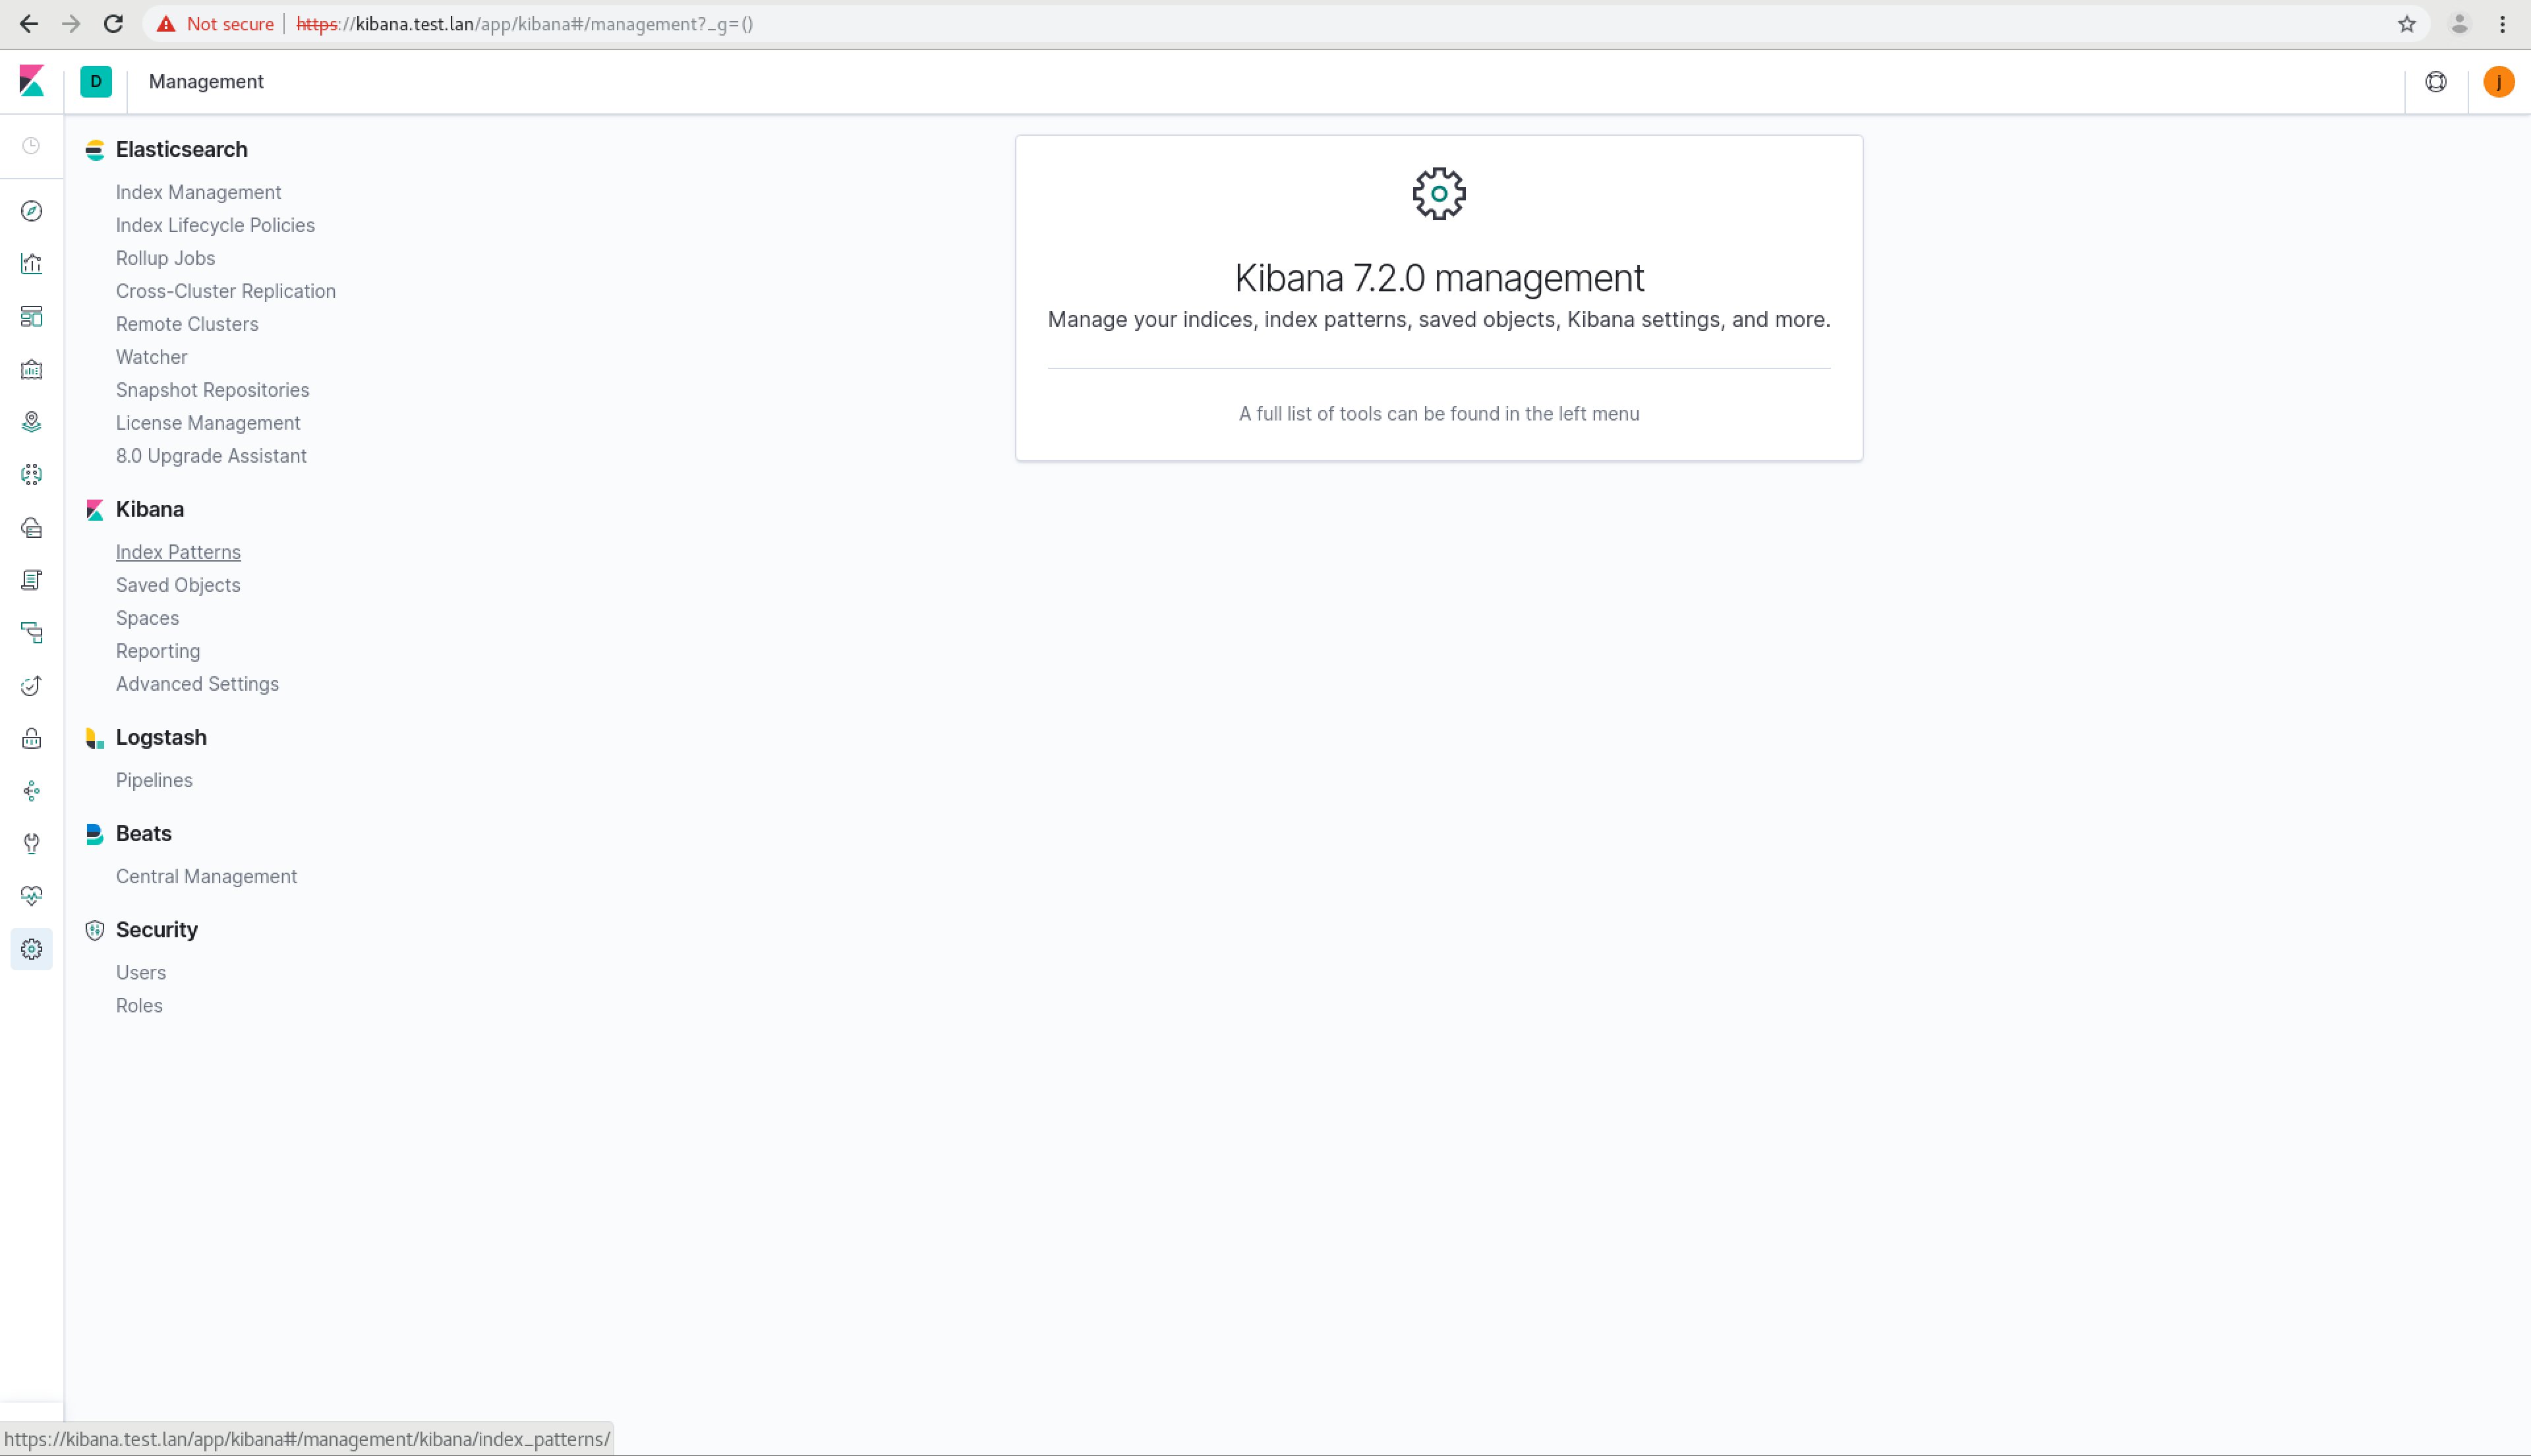 Not secure https://kibana.test.lan/app/kibana#/management?_g=()
D Management j
Elasticsearch
Index Management
Index Lifecycle Policies
Rollup Jobs
Cross-Cluster Replication
Remote Clusters
Watcher
Snapshot Repositories
License Management
8.0 Upgrade Assistant
Kibana
Index Patterns
Saved Objects
Spaces
Reporting
Advanced Settings
Logstash
Pipelines
Beats
Central Management
Security
Users
Roles
Kibana 7.2.0 management
Manage your indices, index patterns, saved objects, Kibana settings, and more.
A full list of tools can be found in the left menu
https://kibana.test.lan/app/kibana#/management/kibana/index_patterns/